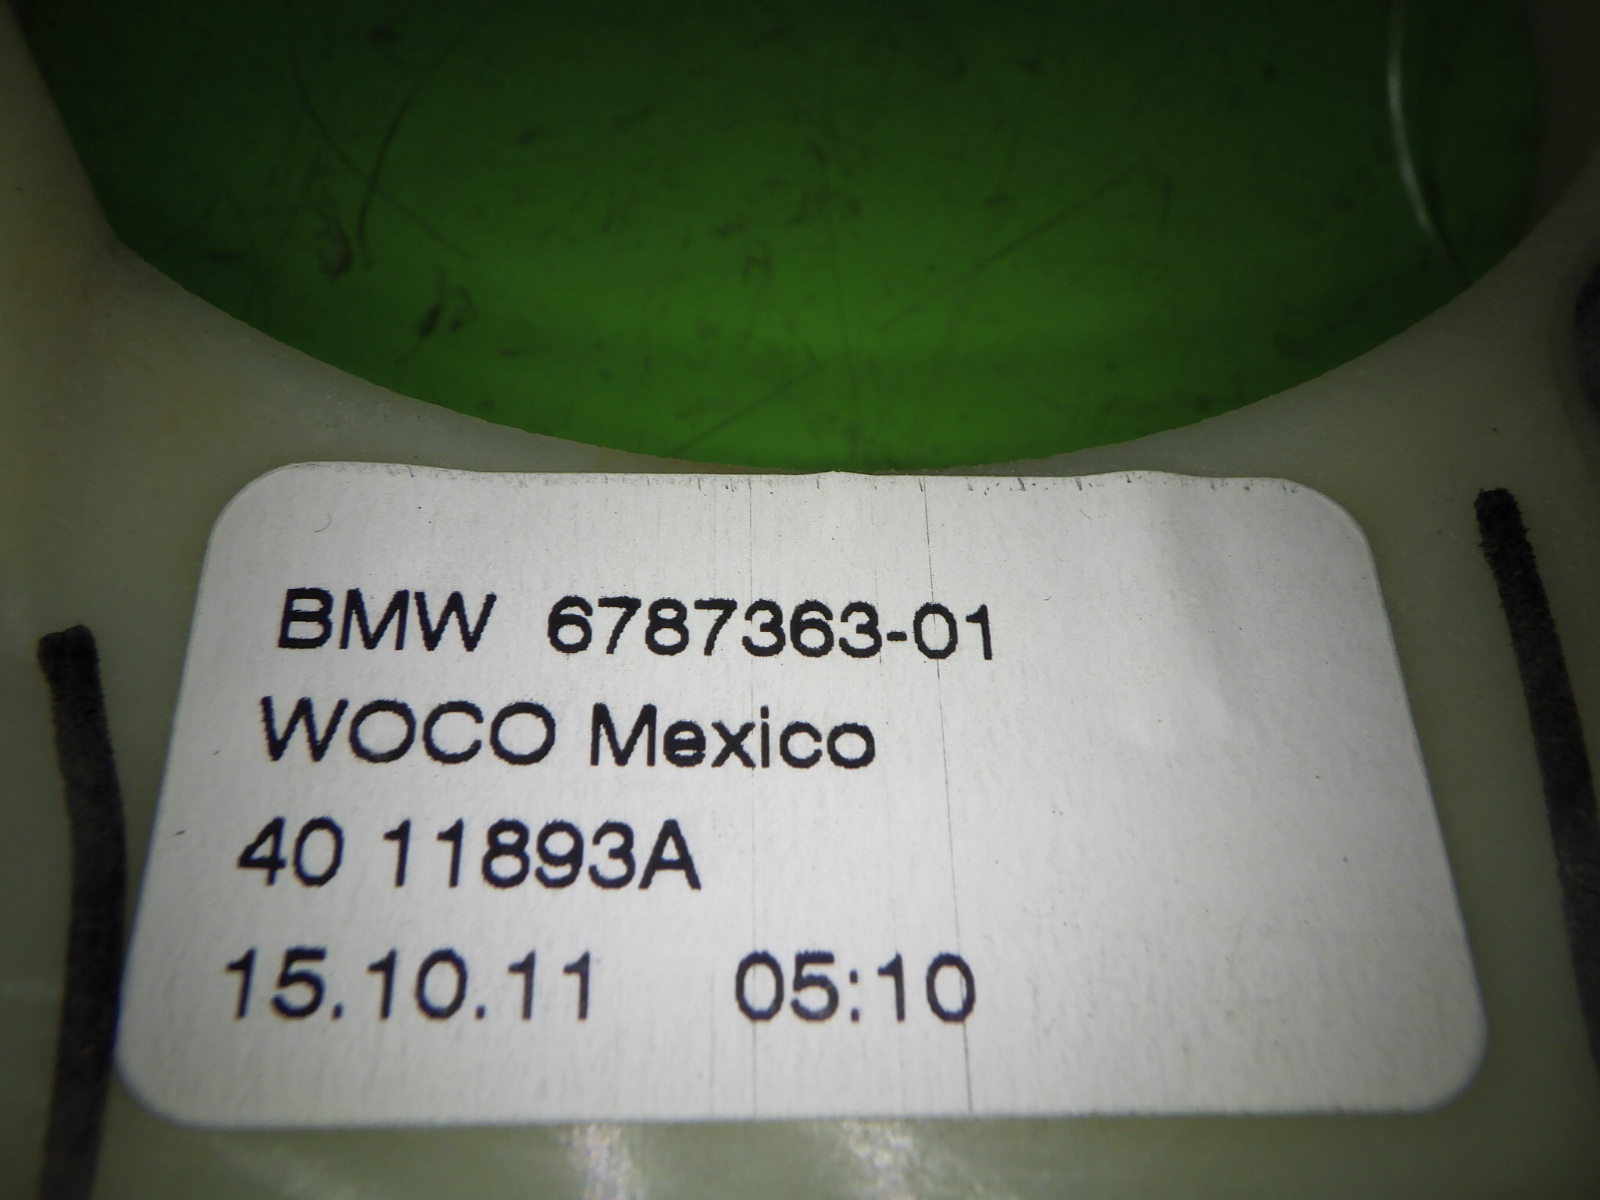 BMW 6787363-01
WOCO Mexico
40 11893A
15.10.11 05:10